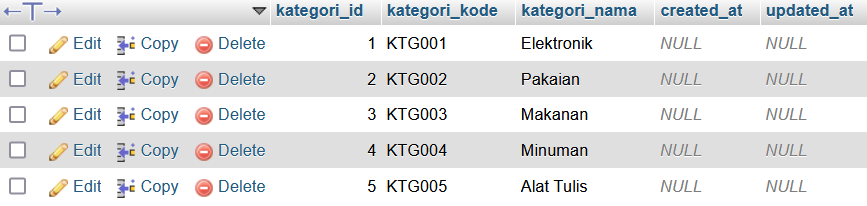 ←T→ kategori_id kategori_kode kategori_nama created_at updated_at
Edit Copy Delete 1 KTG001 Elektronik NULL NULL
Edit Copy Delete 2 KTG002 Pakaian NULL NULL
Edit Copy Delete 3 KTG003 Makanan NULL NULL
Edit Copy Delete 4 KTG004 Minuman NULL NULL
Edit Copy Delete 5 KTG005 Alat Tulis NULL NULL